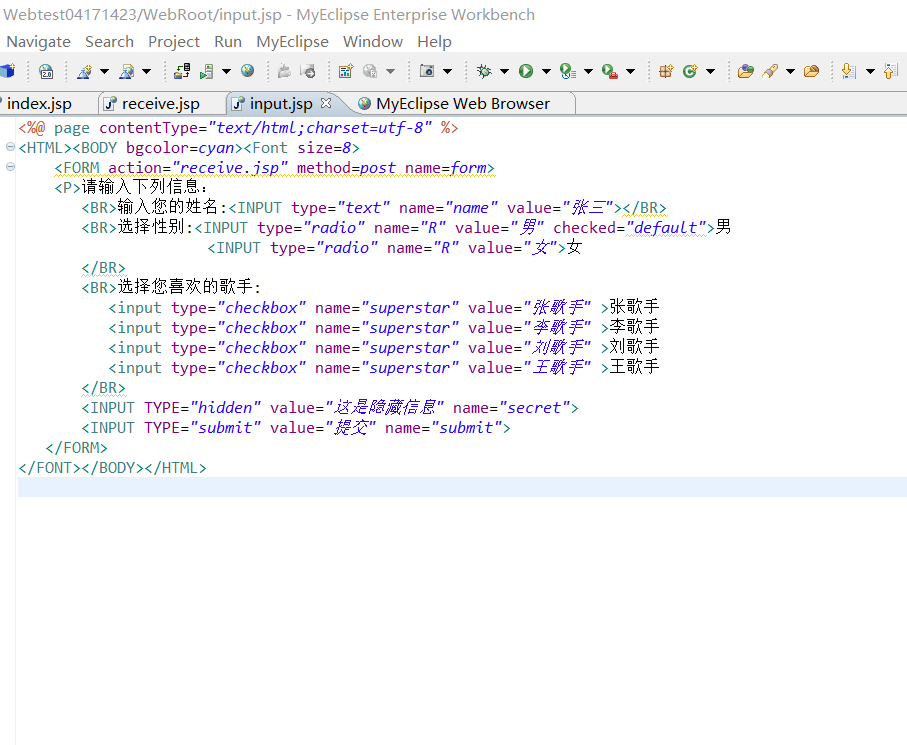 Webtest04171423/WebRoot/input.jsp - MyEclipse Enterprise Workbench
Navigate Search Project Run MyEclipse Window Help
index.jsp receive.jsp input.jsp MyEclipse Web Browser
<%@ page contentType="text/html;charset=utf-8" %>
<HTML><BODY bgcolor=cyan><Font size=8>
<FORM action="receive.jsp" method=post name=form>
<P>请输入下列信息:
<BR>输入您的姓名:<INPUT type="text" name="name" value="张三"></BR>
<BR>选择性别:<INPUT type="radio" name="R" value="男" checked="default">男
<INPUT type="radio" name="R" value="女">女
</BR>
<BR>选择您喜欢的歌手:
<input type="checkbox" name="superstar" value="张歌手" >张歌手
<input type="checkbox" name="superstar" value="李歌手" >李歌手
<input type="checkbox" name="superstar" value="刘歌手" >刘歌手
<input type="checkbox" name="superstar" value="王歌手" >王歌手
</BR>
<INPUT TYPE="hidden" value="这是隐藏信息" name="secret">
<INPUT TYPE="submit" value="提交" name="submit">
</FORM>
</FONT></BODY></HTML>